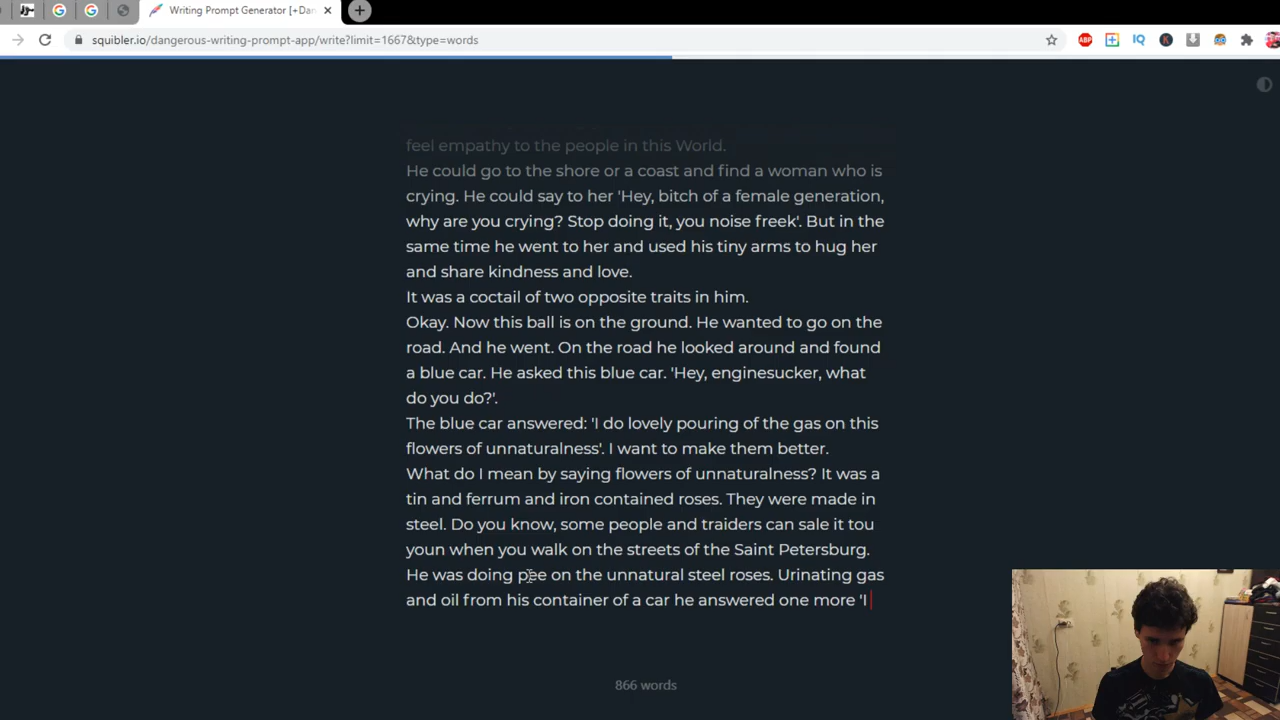 Writing Prompt Generator [+Dan
squibler.io/dangerous-writing-prompt-app/write?limit=1667&type=words
ABP
IQ
K
feel empathy to the people in this World.
He could go to the shore or a coast and find a woman who is
crying. He could say to her 'Hey, bitch of a female generation,
why are you crying? Stop doing it, you noise freek'. But in the
same time he went to her and used his tiny arms to hug her
and share kindness and love.
It was a coctail of two opposite traits in him.
Okay. Now this ball is on the ground. He wanted to go on the
road. And he went. On the road he looked around and found
a blue car. He asked this blue car. 'Hey, enginesucker, what
do you do?'.
The blue car answered: 'I do lovely pouring of the gas on this
flowers of unnaturalness'. I want to make them better.
What do I mean by saying flowers of unnaturalness? It was a
tin and ferrum and iron contained roses. They were made in
steel. Do you know, some people and traiders can sale it tou
youn when you walk on the streets of the Saint Petersburg.
He was doing pee on the unnatural steel roses. Urinating gas
and oil from his container of a car he answered one more 'I
866 words